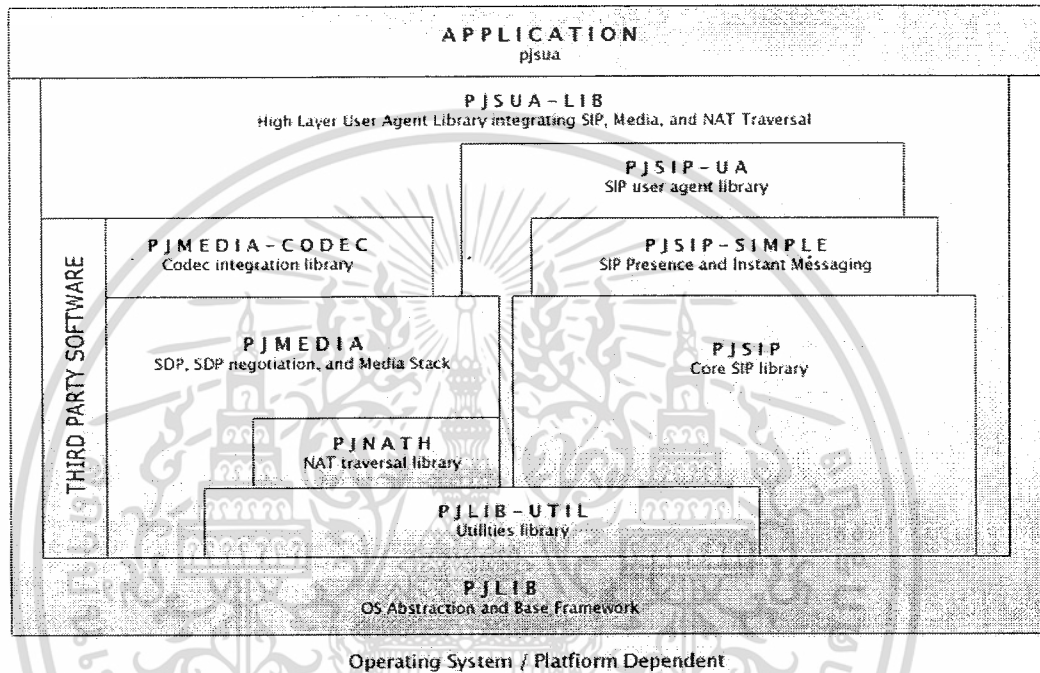 APPLICATION
pjsua
PJSUA-LIB
High Layer User Agent Library integrating SIP, Media, and NAT Traversal
PJSIP-UA
SIP user agent library
PJMEDIA-CODEC
Codec integration library
PJSIP-SIMPLE
SIP Presence and Instant Messaging
THIRD PARTY SOFTWARE
PJMEDIA
SDP, SDP negotiation, and Media Stack
PJSIP
Core SIP library
PJNATH
NAT traversal library
PJLIB-UTIL
Utilities library
PJLIB
OS Abstraction and Base Framework
Operating System / Platfiorm Dependent